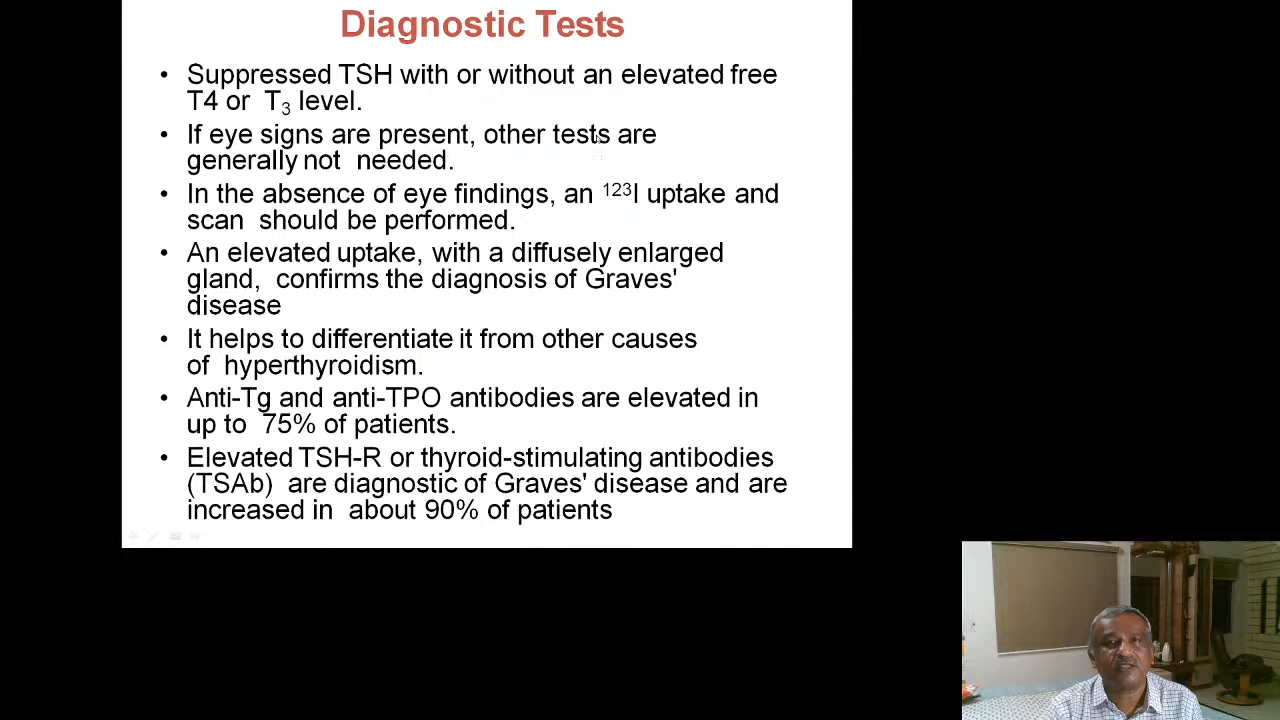 Diagnostic Tests
• Suppressed TSH with or without an elevated free
T4 or T₃ level.
• If eye signs are present, other tests are
generally not needed.
• In the absence of eye findings, an ¹²³I uptake and
scan should be performed.
• An elevated uptake, with a diffusely enlarged
gland, confirms the diagnosis of Graves'
disease
• It helps to differentiate it from other causes
of hyperthyroidism.
• Anti-Tg and anti-TPO antibodies are elevated in
up to 75% of patients.
• Elevated TSH-R or thyroid-stimulating antibodies
(TSAb) are diagnostic of Graves' disease and are
increased in about 90% of patients